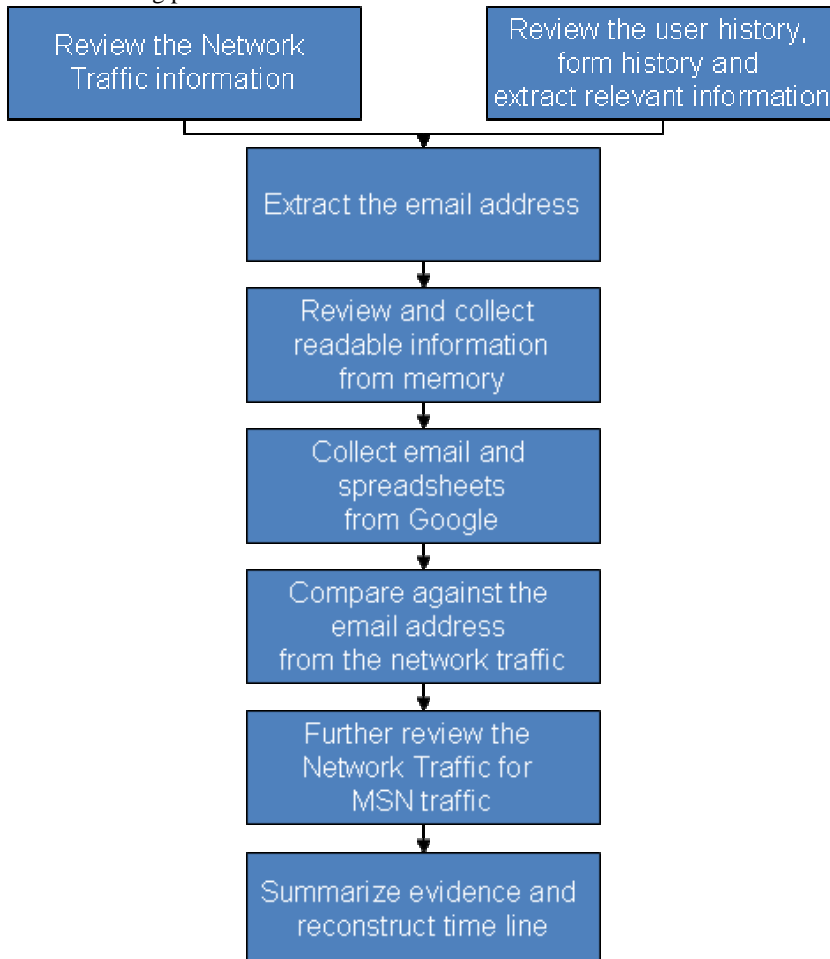 Review the Network
Traffic information
Review the user history,
form history and
extract relevant information
Extract the email address
Review and collect
readable information
from memory
Collect email and
spreadsheets
from Google
Compare against the
email address
from the network traffic
Further review the
Network Traffic for
MSN traffic
Summarize evidence and
reconstruct time line